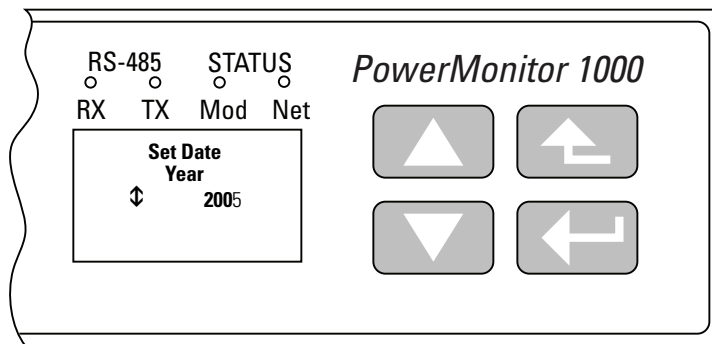 RS-485 STATUS
PowerMonitor 1000
RX TX Mod Net
Set Date
Year
2005